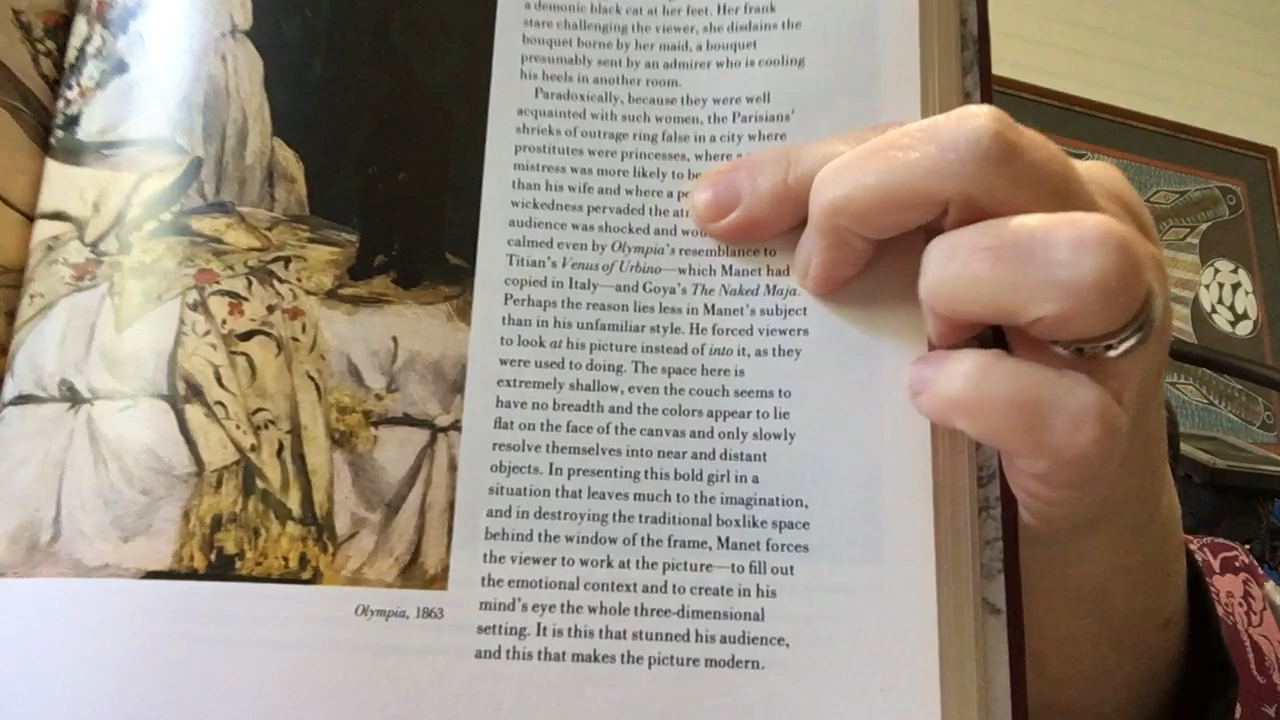 a demonic black cat at her feet. Her frank
stare challenging the viewer, she disdains the
bouquet borne by her maid, a bouquet
presumably sent by an admirer who is cooling
his heels in another room.
Paradoxically, because they were well
acquainted with such women, the Parisians'
shrieks of outrage ring false in a city where
prostitutes were princesses, where
mistress was more likely to be
than his wife and where a
wickedness pervaded the
audience was shocked and
calmed even by Olympia's resemblance to
Titian's Venus of Urbino—which Manet had
copied in Italy—and Goya's The Naked Maja.
Perhaps the reason lies less in Manet's subject
than in his unfamiliar style. He forced viewers
to look at his picture instead of into it, as they
were used to doing. The space here is
extremely shallow, even the couch seems to
have no breadth and the colors appear to lie
flat on the face of the canvas and only slowly
resolve themselves into near and distant
objects. In presenting this bold girl in a
situation that leaves much to the imagination,
and in destroying the traditional boxlike space
behind the window of the frame, Manet forces
the viewer to work at the picture—to fill out
the emotional context and to create in his
mind's eye the whole three-dimensional
setting. It is this that stunned his audience,
and this that makes the picture modern.
Olympia, 1863